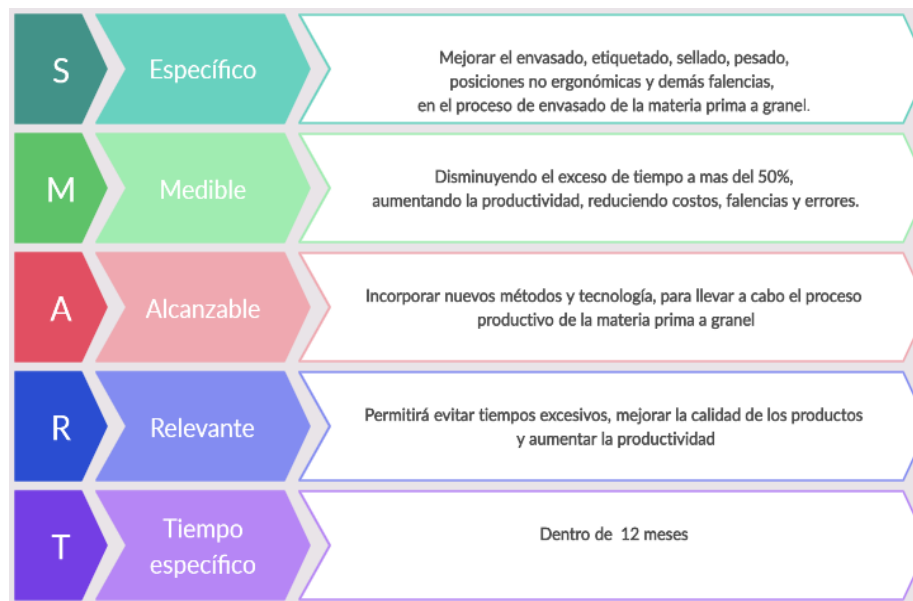 S
Específico
Mejorar el envasado, etiquetado, sellado, pesado,
posiciones no ergonómicas y demás falencias,
en el proceso de envasado de la materia prima a granel.
M
Medible
Disminuyendo el exceso de tiempo a mas del 50%,
aumentando la productividad, reduciendo costos, falencias y errores.
A
Alcanzable
Incorporar nuevos métodos y tecnología, para llevar a cabo el proceso
productivo de la materia prima a granel
R
Relevante
Permitirá evitar tiempos excesivos, mejorar la calidad de los productos
y aumentar la productividad
T
Tiempo
específico
Dentro de 12 meses